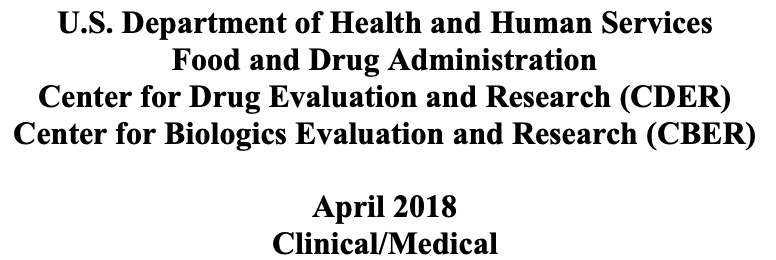 U.S. Department of Health and Human Services
Food and Drug Administration
Center for Drug Evaluation and Research (CDER)
Center for Biologics Evaluation and Research (CBER)
April 2018
Clinical/Medical